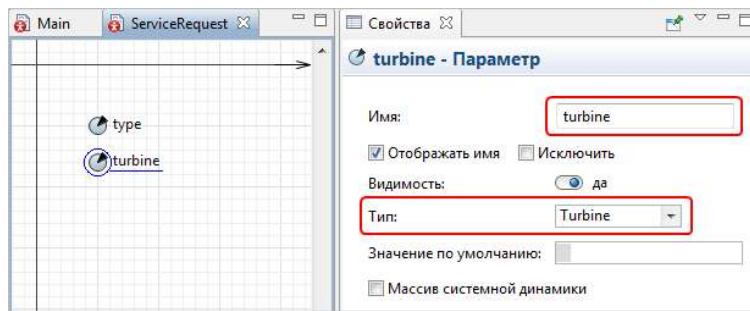 Main
ServiceRequest
type
turbine
Свойства
turbine - Параметр
Имя:
turbine
Отображать имя
Исключить
Видимость:
да
Тип:
Turbine
Значение по умолчанию:
Массив системной динамики